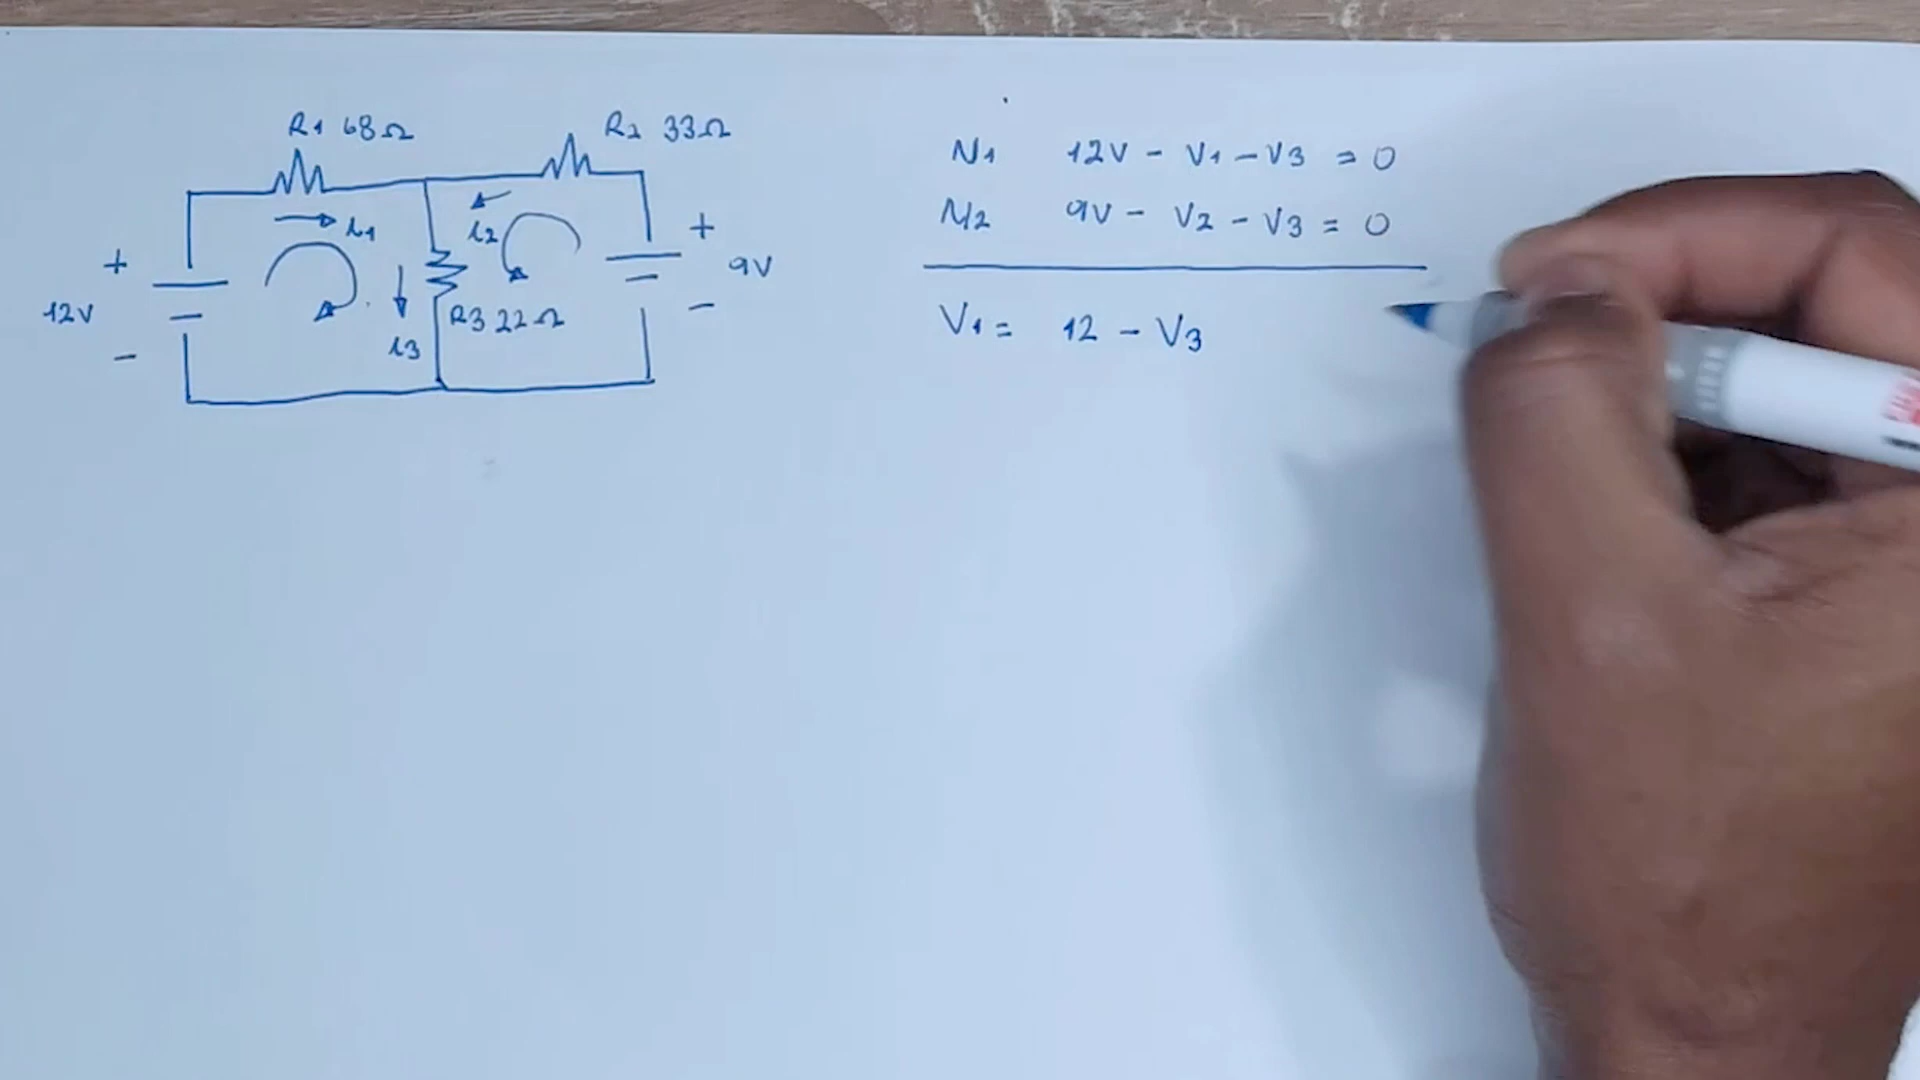 R1 68Ω
R2 33Ω
i1
i2
+
12V
-
+
9V
-
R3 22Ω
i3
N1 12V - V1 - V3 = 0
N2 9V - V2 - V3 = 0
V1 = 12 - V3